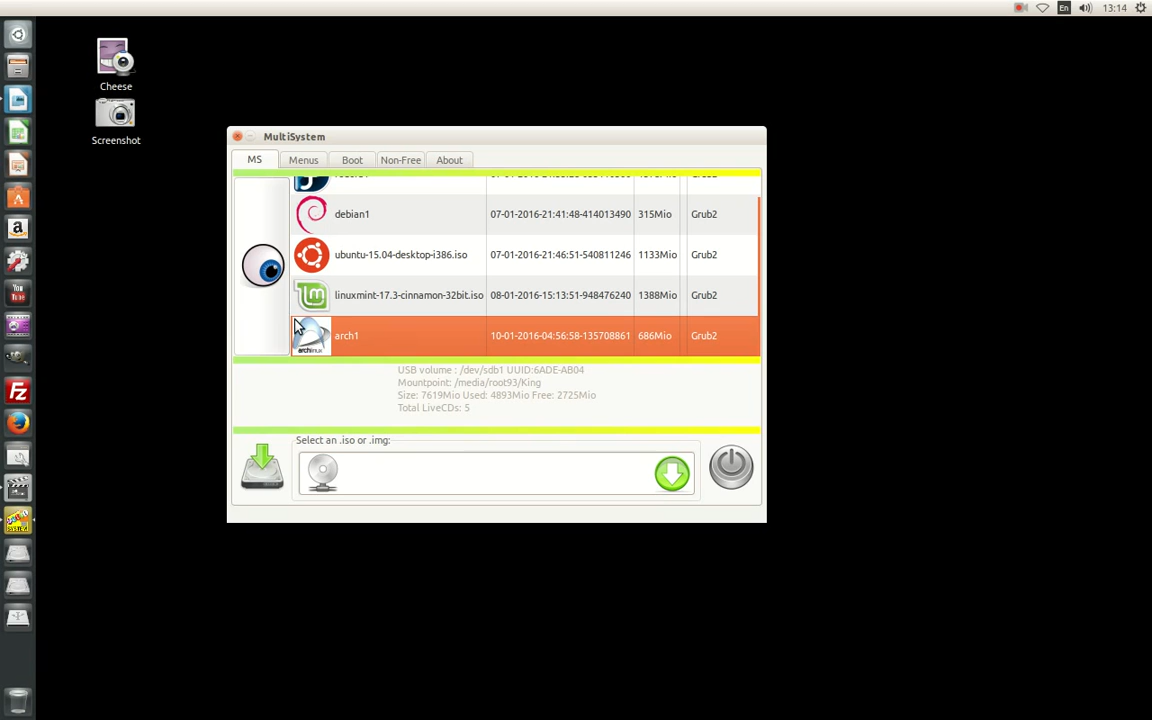 En
13:14
Cheese
Screenshot
MultiSystem
MS
Menus
Boot
Non-Free
About
debian1
07-01-2016-21:41:48-414013490
315Mio
Grub2
ubuntu-15.04-desktop-i386.iso
07-01-2016-21:46:51-540811246
1133Mio
Grub2
linuxmint-17.3-cinnamon-32bit.iso
08-01-2016-15:13:51-948476240
1388Mio
Grub2
archlinux
arch1
10-01-2016-04:56:58-135708861
686Mio
Grub2
USB volume : /dev/sdb1 UUID:6ADE-AB04
Mountpoint: /media/root93/King
Size: 7619Mio Used: 4893Mio Free: 2725Mio
Total LiveCDs: 5
Select an .iso or .img:
You
Fz